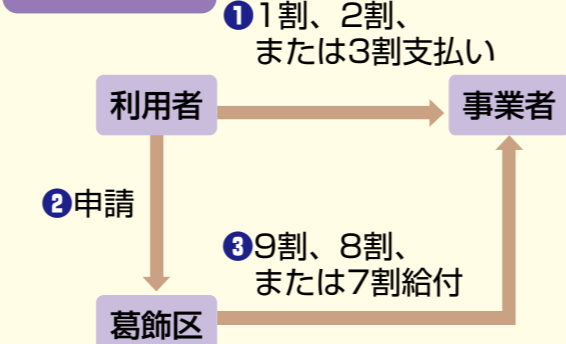 ❶1割、2割、
または3割支払い
利用者
事業者
❷申請
❸9割、8割、
または7割給付
葛飾区